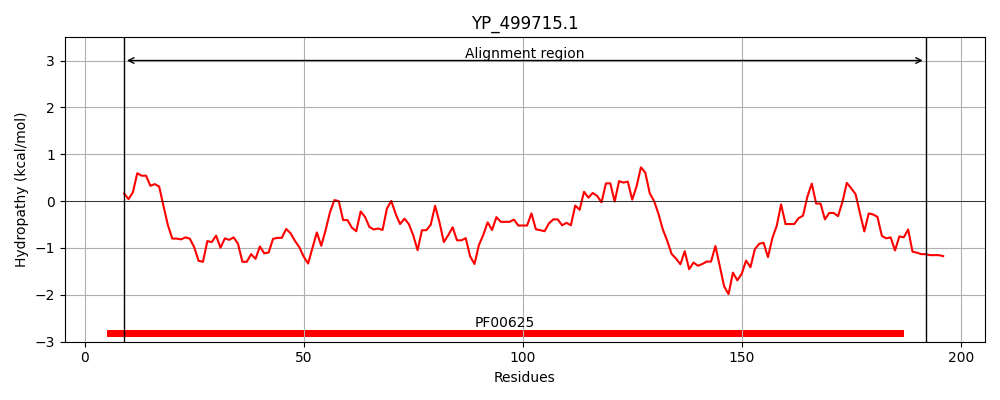 YP_499715.1
Alignment region
Hydropathy (kcal/mol)
3
2
1
0
−1
−2
−3
PF00625
0 50 100 150 200
Residues